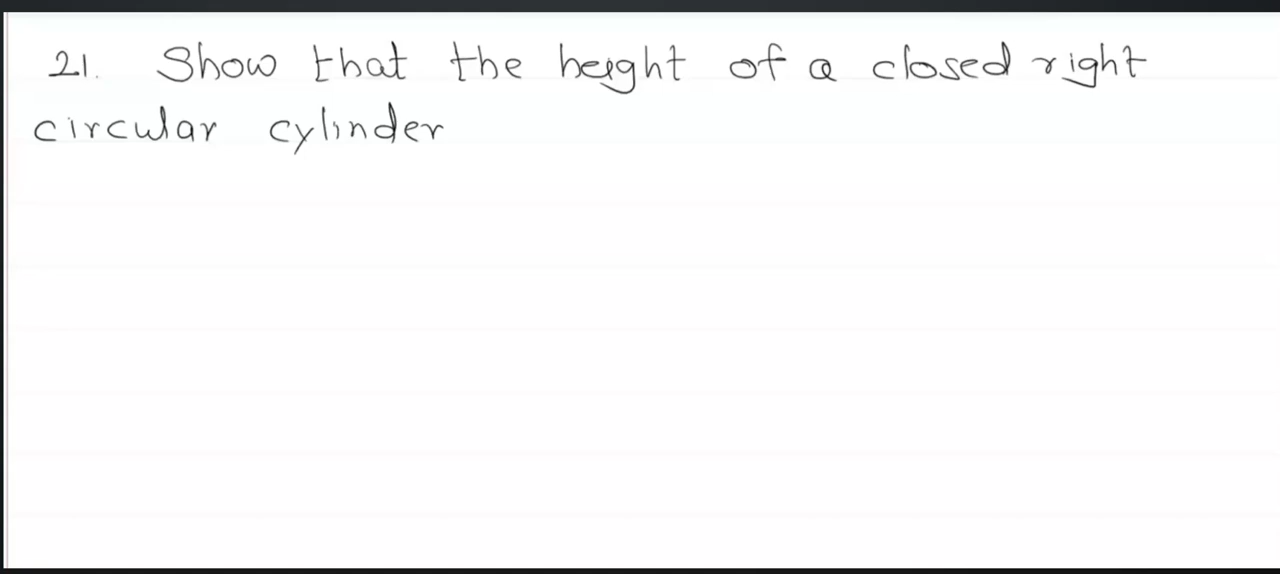 21. Show that the height of a closed right
circular cylinder